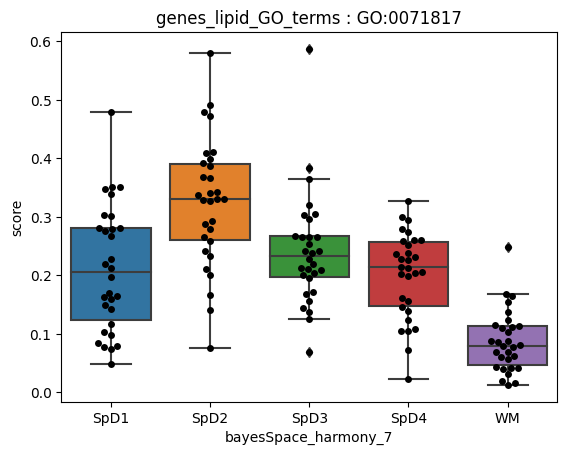 genes_lipid_GO_terms : GO:0071817
0.6
0.5
0.4
0.3
0.2
0.1
0.0
score
SpD1 SpD2 SpD3 SpD4 WM
bayesSpace_harmony_7